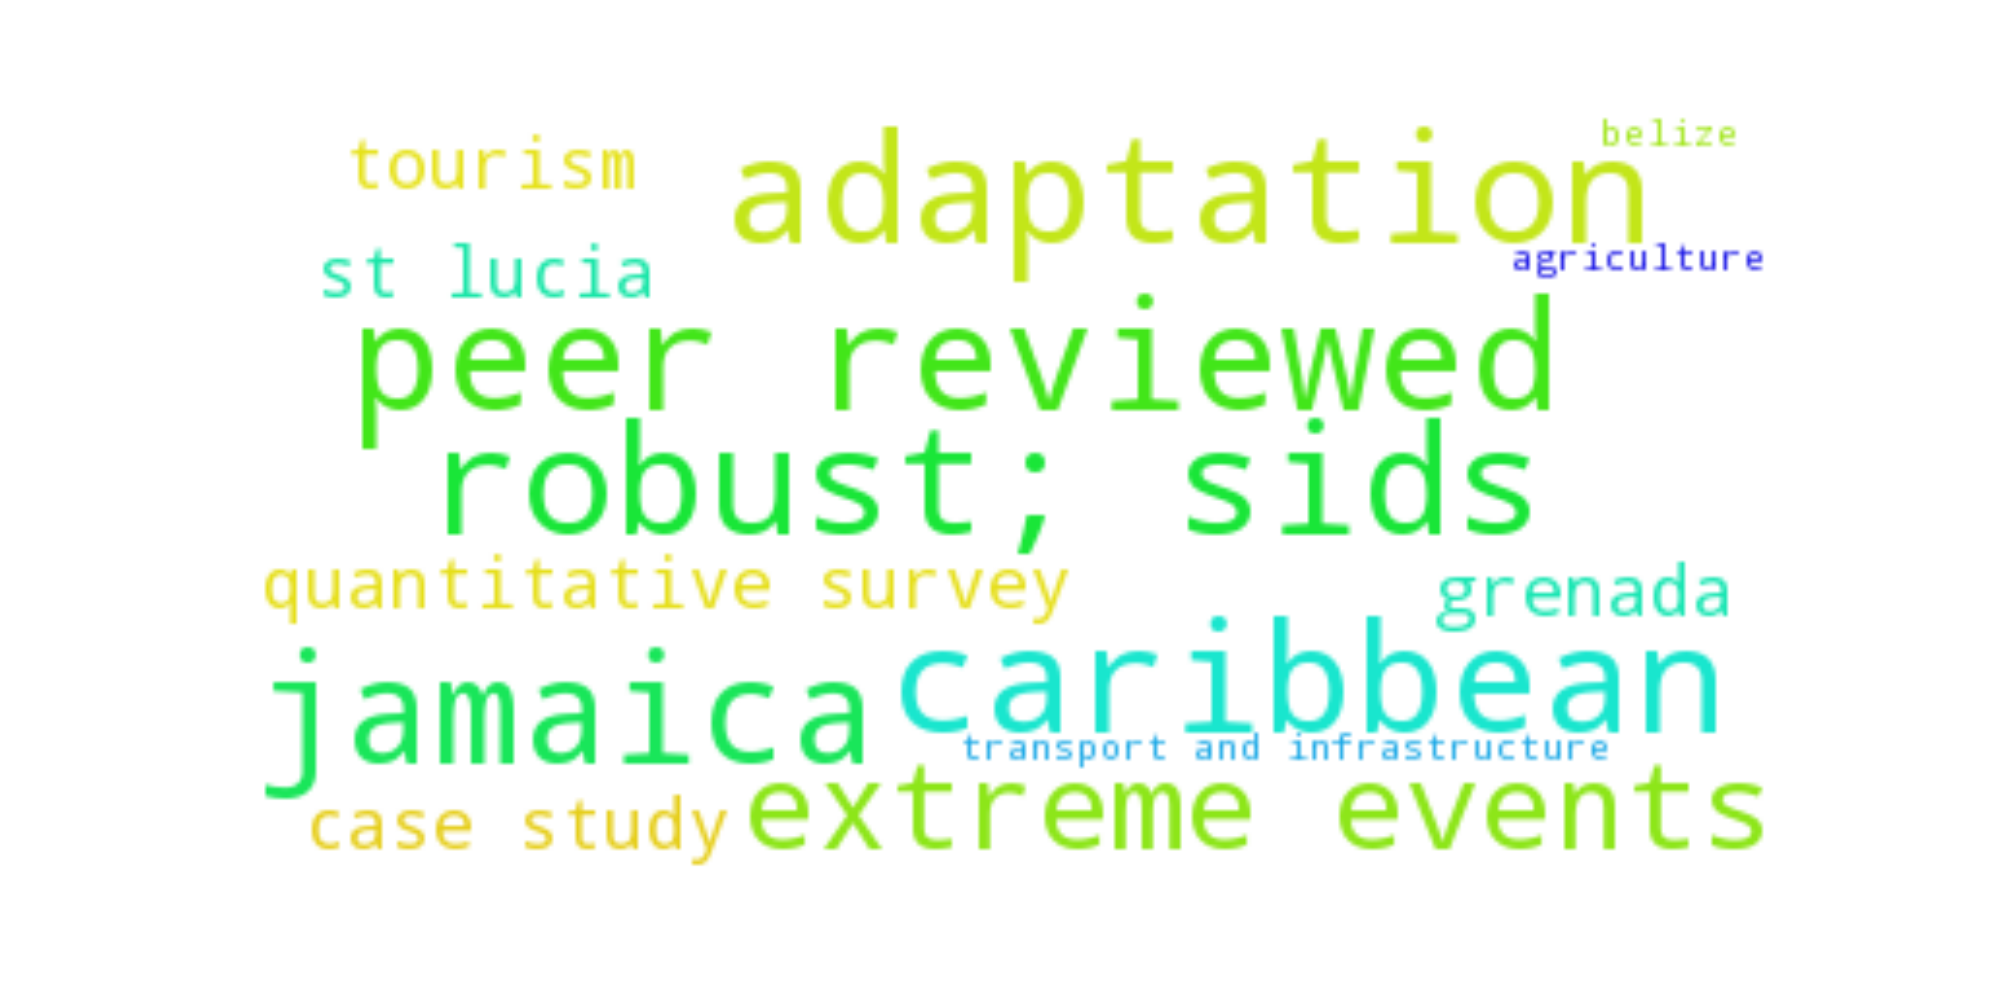 belize
tourism
adaptation
agriculture
st lucia
peer reviewed
robust; sids
quantitative survey
grenada
caribbean
jamaica
transport and infrastructure
extreme events
case study